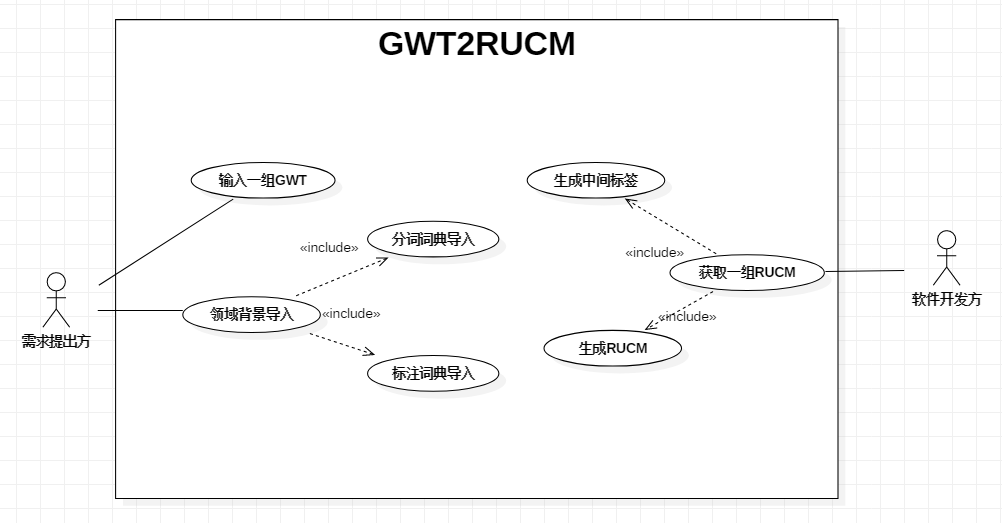 GWT2RUCM
输入一组GWT
生成中间标签
分词词典导入
«include»
«include»
获取一组RUCM
软件开发方
领域背景导入
«include»
«include»
需求提出方
生成RUCM
标注词典导入